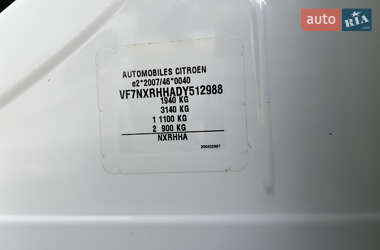 auto RIA
AUTOMOBILES CITROEN
e2*2007/46*0040
VF7NXRHHADY512988
1940 KG
3140 KG
1 1100 KG
2 900 KG
NXRHHA